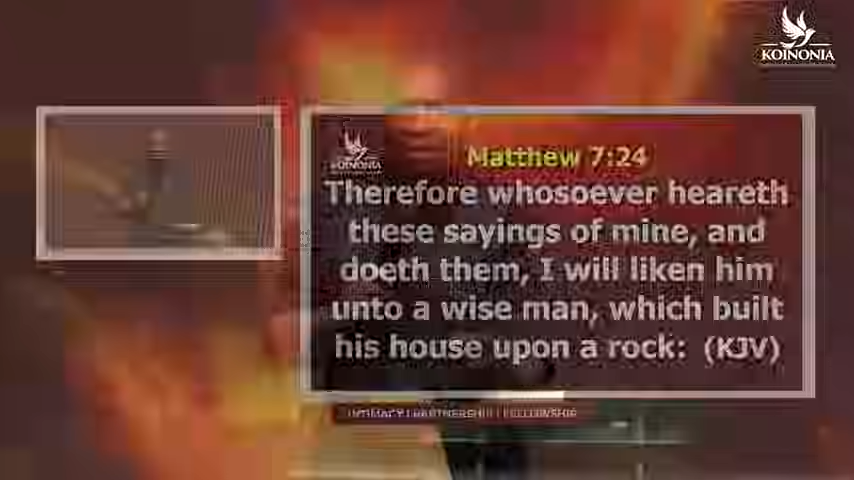 KOINONIA
KOINONIA
Matthew 7:24
Therefore whosoever heareth
these sayings of mine, and
doeth them, I will liken him
unto a wise man, which built
his house upon a rock: (KJV)
INTIMACY | PARTNERSHIP | FELLOWSHIP